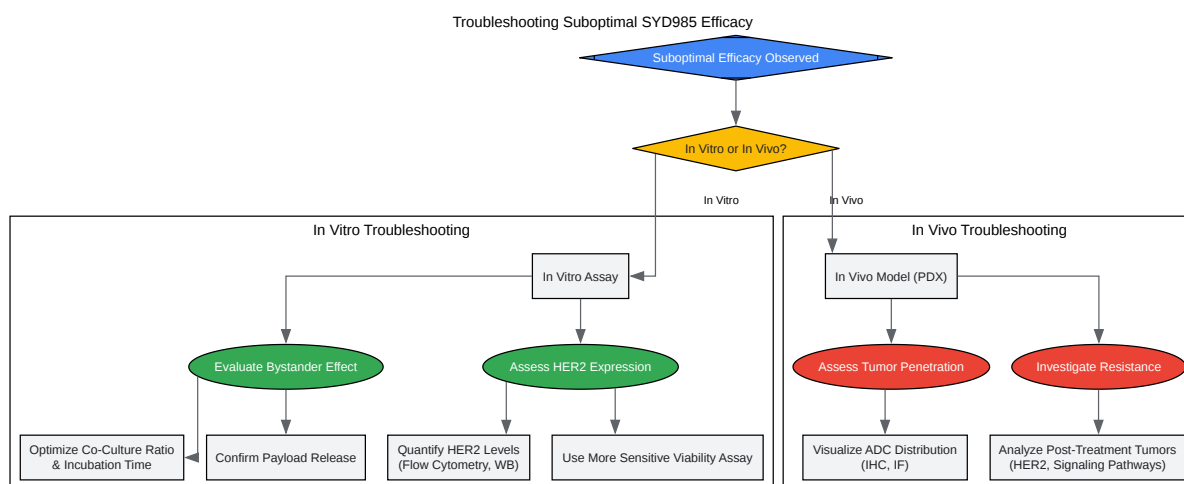 Troubleshooting Suboptimal SYD985 Efficacy
Suboptimal Efficacy Observed
In Vitro or In Vivo?
In Vitro
In Vivo
In Vitro Troubleshooting
In Vivo Troubleshooting
In Vitro Assay
In Vivo Model (PDX)
Evaluate Bystander Effect
Assess HER2 Expression
Assess Tumor Penetration
Investigate Resistance
Optimize Co-Culture Ratio
& Incubation Time
Confirm Payload Release
Quantify HER2 Levels
(Flow Cytometry, WB)
Use More Sensitive Viability Assay
Visualize ADC Distribution
(IHC, IF)
Analyze Post-Treatment Tumors
(HER2, Signaling Pathways)